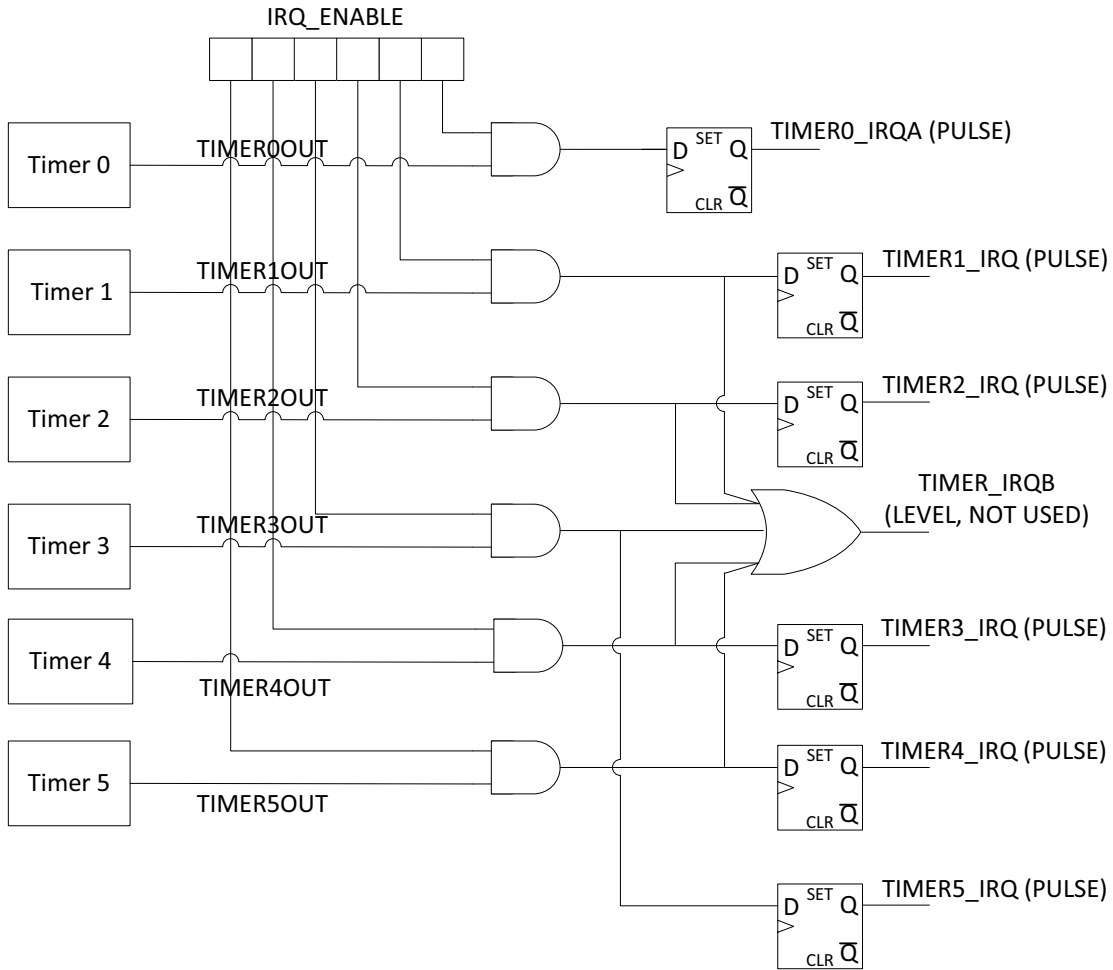 IRQ_ENABLE
Timer 0
TIMER0OUT
D
SET
Q
CLR
Q
TIMER0_IRQA (PULSE)
Timer 1
TIMER1OUT
D
SET
Q
CLR
Q
TIMER1_IRQ (PULSE)
Timer 2
TIMER2OUT
D
SET
Q
CLR
Q
TIMER2_IRQ (PULSE)
TIMER_IRQB
(LEVEL, NOT USED)
Timer 3
TIMER3OUT
Timer 4
TIMER4OUT
D
SET
Q
CLR
Q
TIMER3_IRQ (PULSE)
Timer 5
TIMER5OUT
D
SET
Q
CLR
Q
TIMER4_IRQ (PULSE)
D
SET
Q
CLR
Q
TIMER5_IRQ (PULSE)